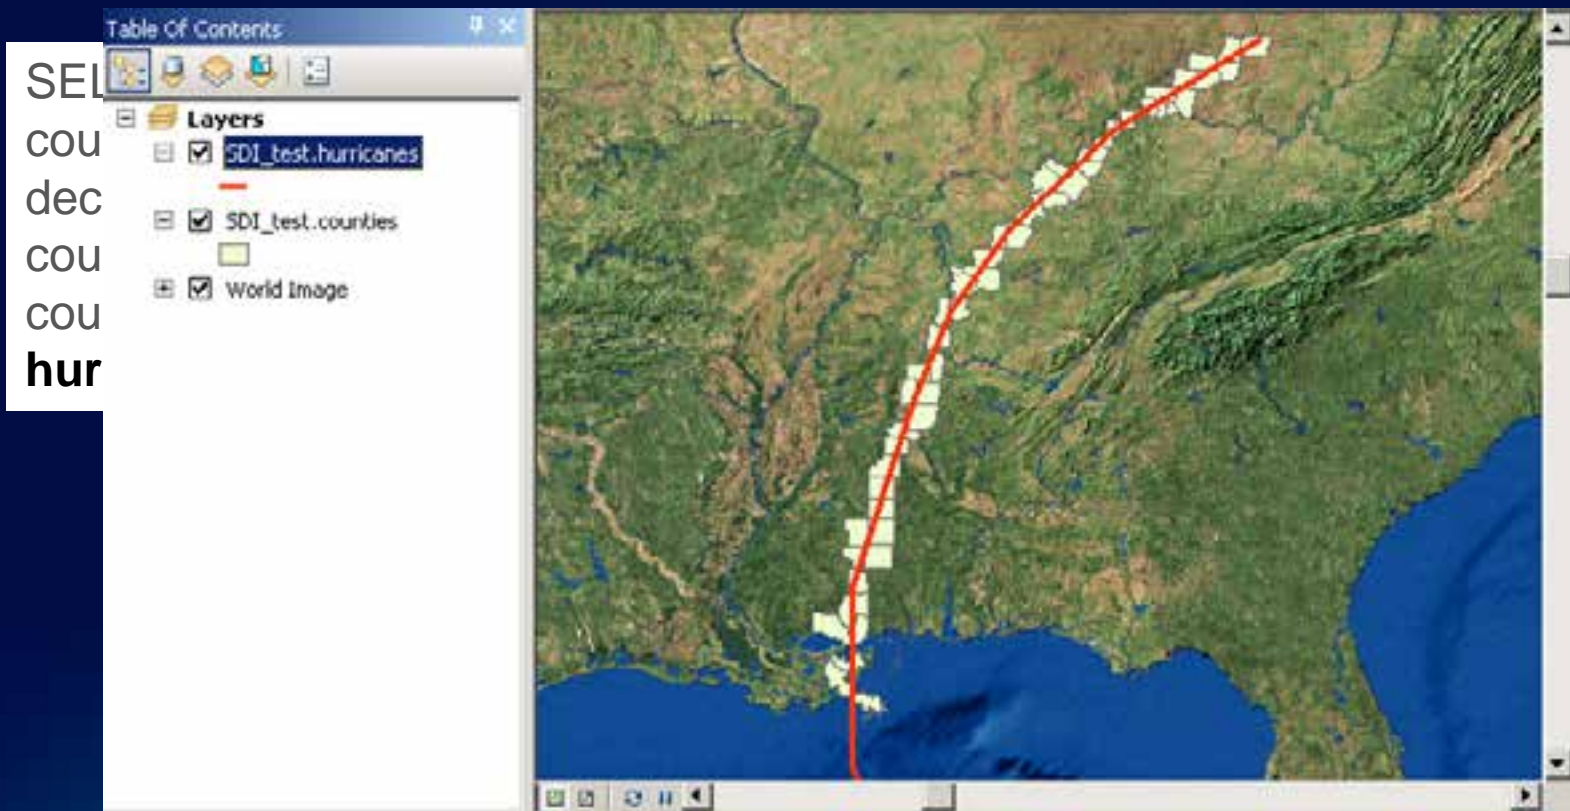 Table Of Contents
SEL
cou
dec
cou
cou
hur
Layers
SDI_test.hurricanes
SDI_test.counties
World Image